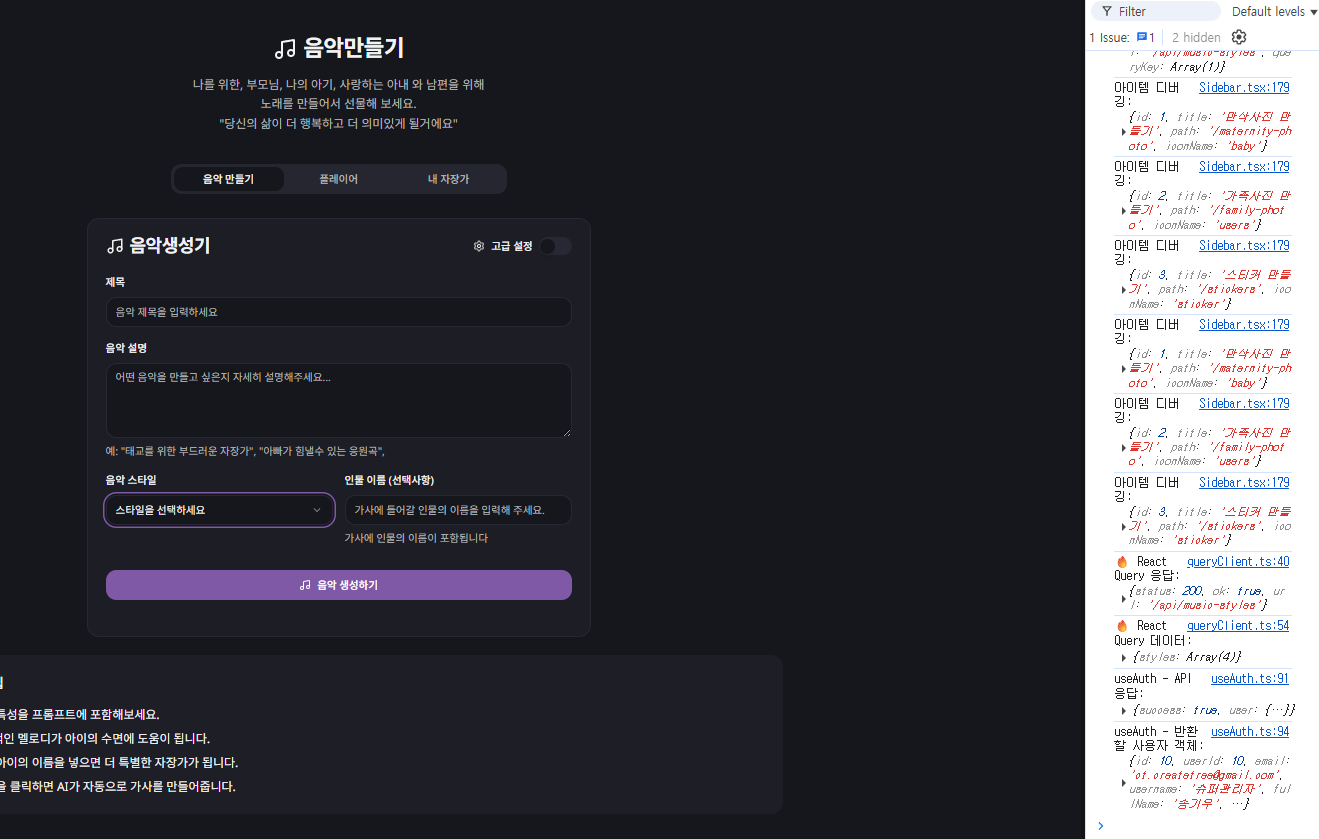 음악만들기
나를 위한, 부모님, 나의 아기, 사랑하는 아내 와 남편을 위해
노래를 만들어서 선물해 보세요.
"당신의 삶이 더 행복하고 더 의미있게 될거에요"
음악 만들기
플레이어
내 자장가
음악생성기
고급 설정
제목
음악 제목을 입력하세요
음악 설명
어떤 음악을 만들고 싶은지 자세히 설명해주세요...
예: "태교를 위한 부드러운 자장가", "아빠가 힘낼수 있는 응원곡",
음악 스타일
인물 이름 (선택사항)
스타일을 선택하세요
가사에 들어갈 인물의 이름을 입력해 주세요.
가사에 인물의 이름이 포함됩니다
음악 생성하기
특성을 프롬프트에 포함해보세요.
인 멜로디가 아이의 수면에 도움이 됩니다.
아이의 이름을 넣으면 더 특별한 자장가가 됩니다.
을 클릭하면 AI가 자동으로 가사를 만들어줍니다.
Filter
Default levels ▼
1 Issue: 1
2 hidden
l: '/api/music-styles', que
ryKey: Array(1)}
아이템 디버 Sidebar.tsx:179
깅:
{id: 1, title: '만삭사진 만
들기', path: '/maternity-ph
oto', iconName: 'baby'}
아이템 디버 Sidebar.tsx:179
깅:
{id: 2, title: '가족사진 만
들기', path: '/family-phot
o', iconName: 'users'}
아이템 디버 Sidebar.tsx:179
깅:
{id: 3, title: '스티커 만들
기', path: '/stickers', ico
nName: 'sticker'}
아이템 디버 Sidebar.tsx:179
깅:
{id: 1, title: '만삭사진 만
들기', path: '/maternity-ph
oto', iconName: 'baby'}
아이템 디버 Sidebar.tsx:179
깅:
{id: 2, title: '가족사진 만
들기', path: '/family-phot
o', iconName: 'users'}
아이템 디버 Sidebar.tsx:179
깅:
{id: 3, title: '스티커 만들
기', path: '/stickers', ico
nName: 'sticker'}
🔥 React queryClient.ts:40
Query 응답:
{status: 200, ok: true, ur
l: '/api/music-styles'}
🔥 React queryClient.ts:54
Query 데이터:
{styles: Array(4)}
useAuth - API useAuth.ts:91
응답:
{success: true, user: {…}}
useAuth - 반환 useAuth.ts:94
할 사용자 객체:
{id: 10, userId: 10, email:
'ct.createtree@gmail.com',
username: '슈퍼관리자', ful
lName: '송기우', …}